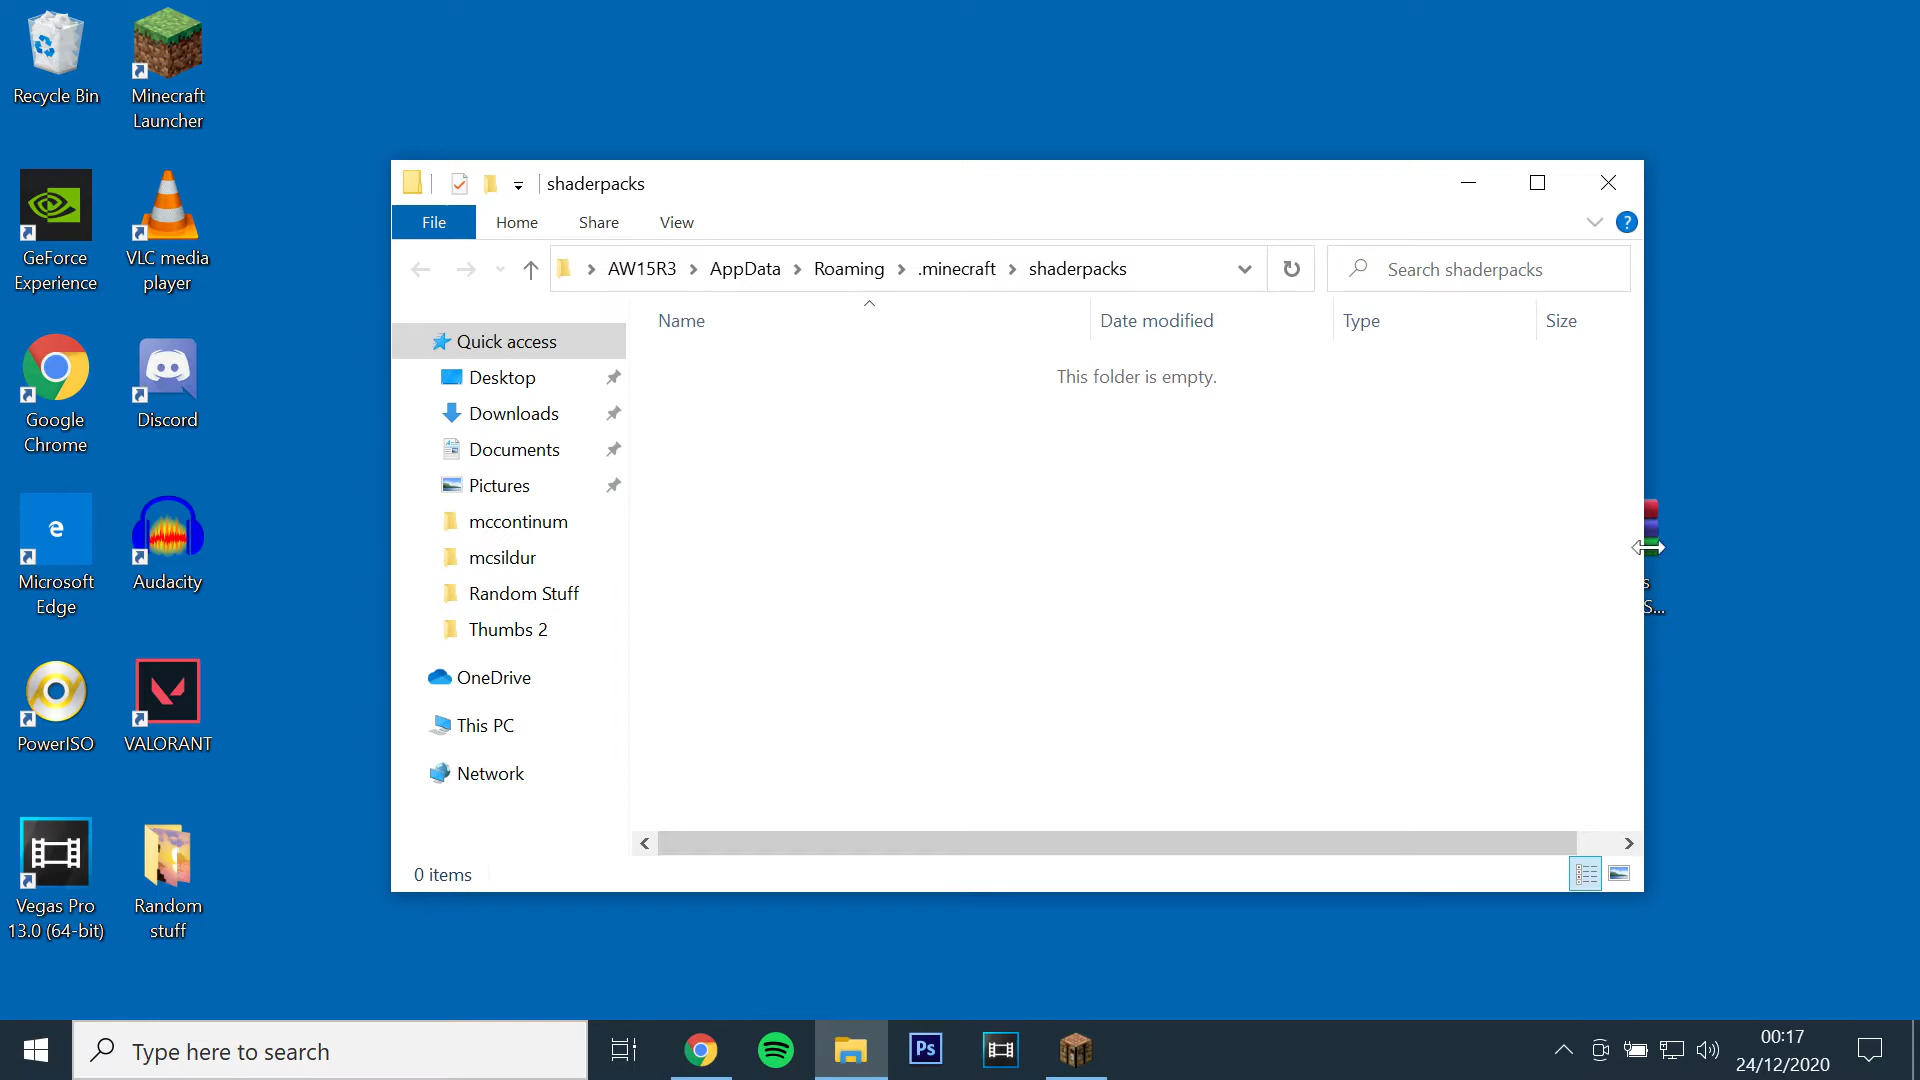 Recycle Bin
Minecraft
Launcher
GeForce
Experience
VLC media
player
Google
Chrome
Discord
Microsoft
Edge
Audacity
PowerISO
VALORANT
Vegas Pro
13.0 (64-bit)
Random
stuff
shaderpacks
File Home Share View
?
AW15R3 AppData Roaming .minecraft shaderpacks
Search shaderpacks
Name Date modified Type Size
This folder is empty.
Quick access
Desktop
Downloads
Documents
Pictures
mccontinum
mcsildur
Random Stuff
Thumbs 2
OneDrive
This PC
Network
0 items
s
S...
Type here to search
Ps
00:17
24/12/2020